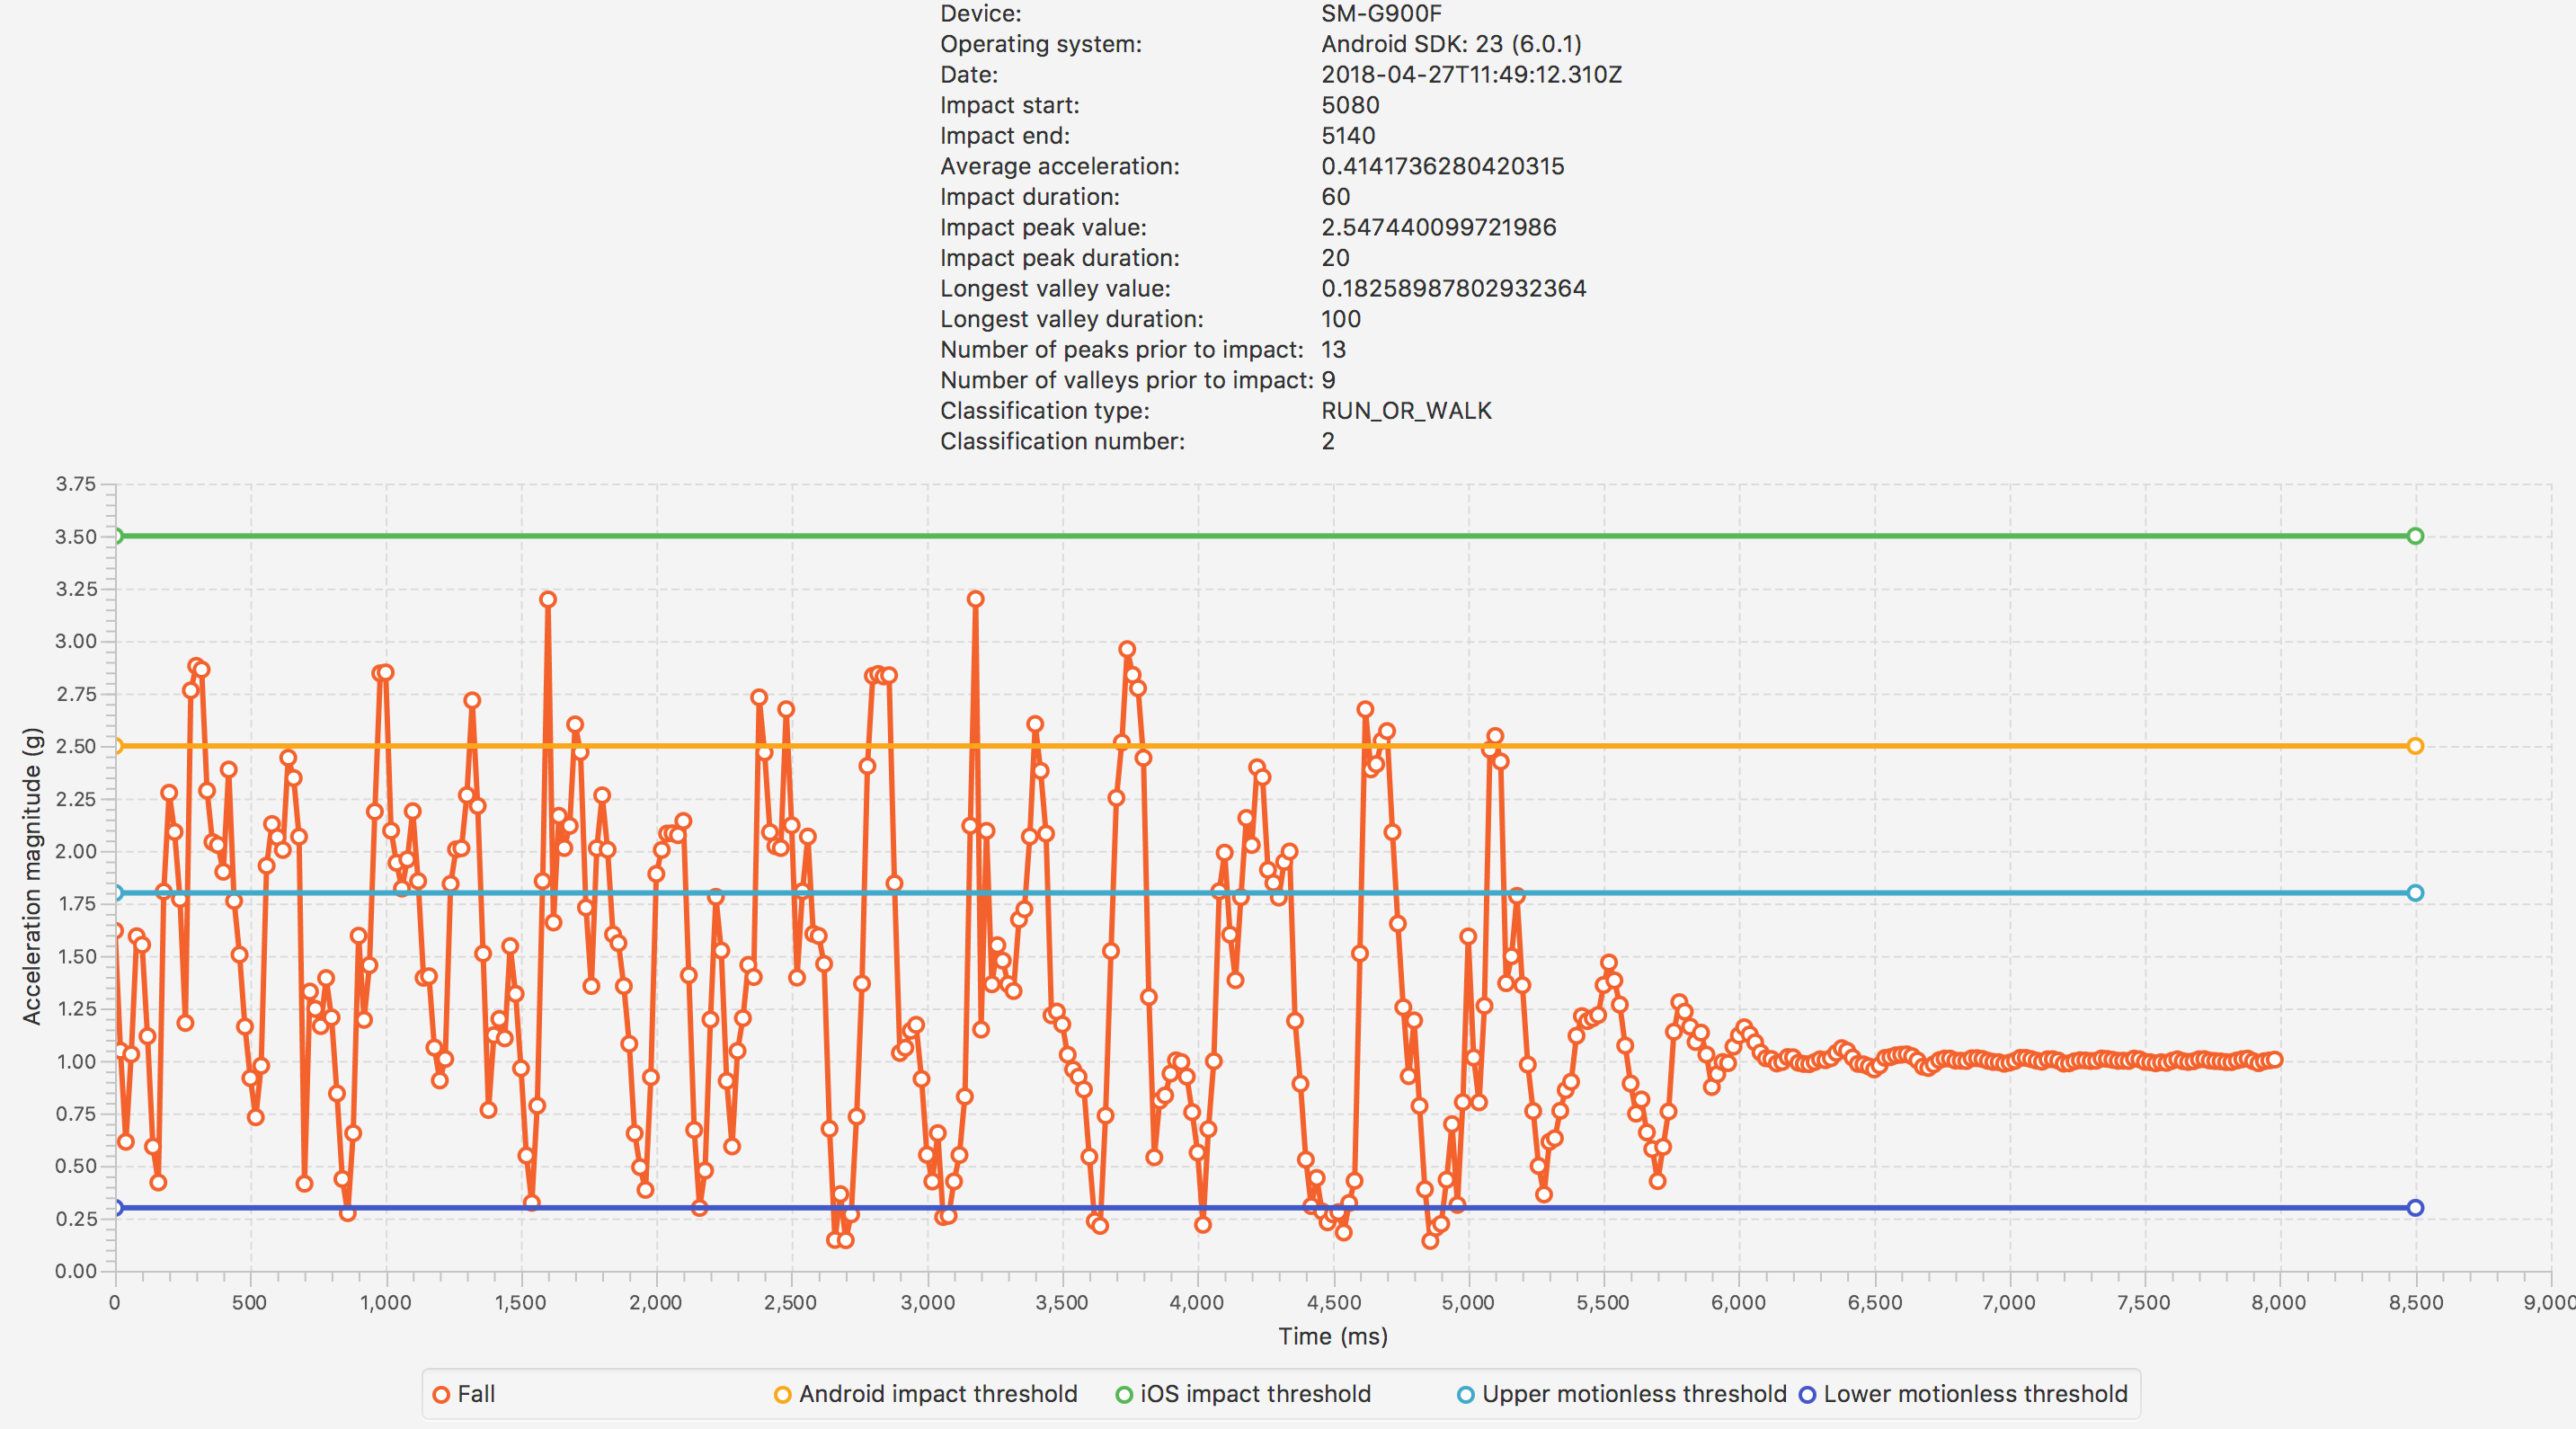 Device: SM-G900F
Operating system: Android SDK: 23 (6.0.1)
Date: 2018-04-27T11:49:12.310Z
Impact start: 5080
Impact end: 5140
Average acceleration: 0.4141736280420315
Impact duration: 60
Impact peak value: 2.547440099721986
Impact peak duration: 20
Longest valley value: 0.18258987802932364
Longest valley duration: 100
Number of peaks prior to impact: 13
Number of valleys prior to impact: 9
Classification type: RUN_OR_WALK
Classification number: 2
3.75
3.50
3.25
3.00
2.75
2.50
2.25
2.00
1.75
1.50
1.25
1.00
0.75
0.50
0.25
0.00
Acceleration magnitude (g)
0 500 1,000 1,500 2,000 2,500 3,000 3,500 4,000 4,500 5,000 5,500 6,000 6,500 7,000 7,500 8,000 8,500 9,000
Time (ms)
Fall Android impact threshold iOS impact threshold Upper motionless threshold Lower motionless threshold